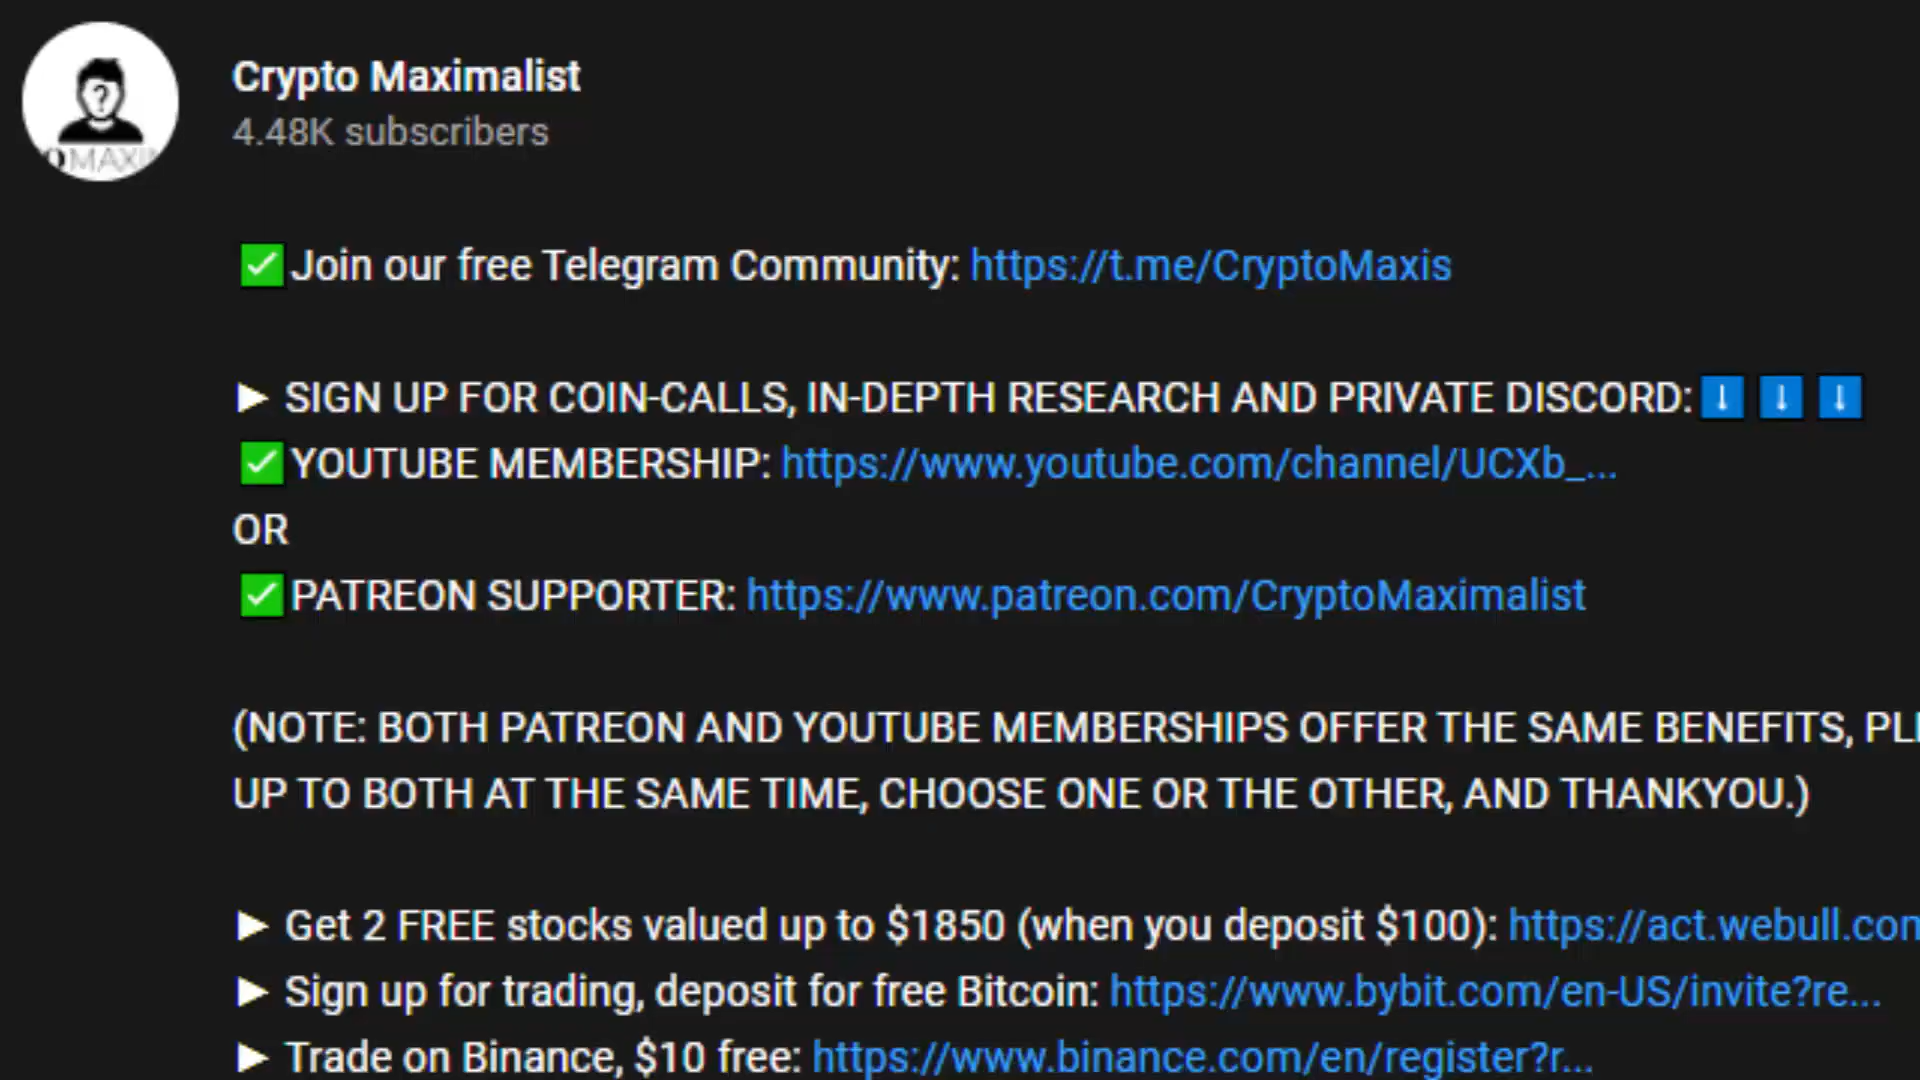 Crypto Maximalist
4.48K subscribers
✅Join our free Telegram Community: https://t.me/CryptoMaxis
► SIGN UP FOR COIN-CALLS, IN-DEPTH RESEARCH AND PRIVATE DISCORD:⬇️ ⬇️ ⬇️
✅YOUTUBE MEMBERSHIP: https://www.youtube.com/channel/UCXb_...
OR
✅PATREON SUPPORTER: https://www.patreon.com/CryptoMaximalist
(NOTE: BOTH PATREON AND YOUTUBE MEMBERSHIPS OFFER THE SAME BENEFITS,
UP TO BOTH AT THE SAME TIME, CHOOSE ONE OR THE OTHER, AND THANKYOU.)
► Get 2 FREE stocks valued up to $1850 (when you deposit $100): https://act.webull.com
► Sign up for trading, deposit for free Bitcoin: https://www.bybit.com/en-US/invite?re...
► Trade on Binance, $10 free: https://www.binance.com/en/register?r...